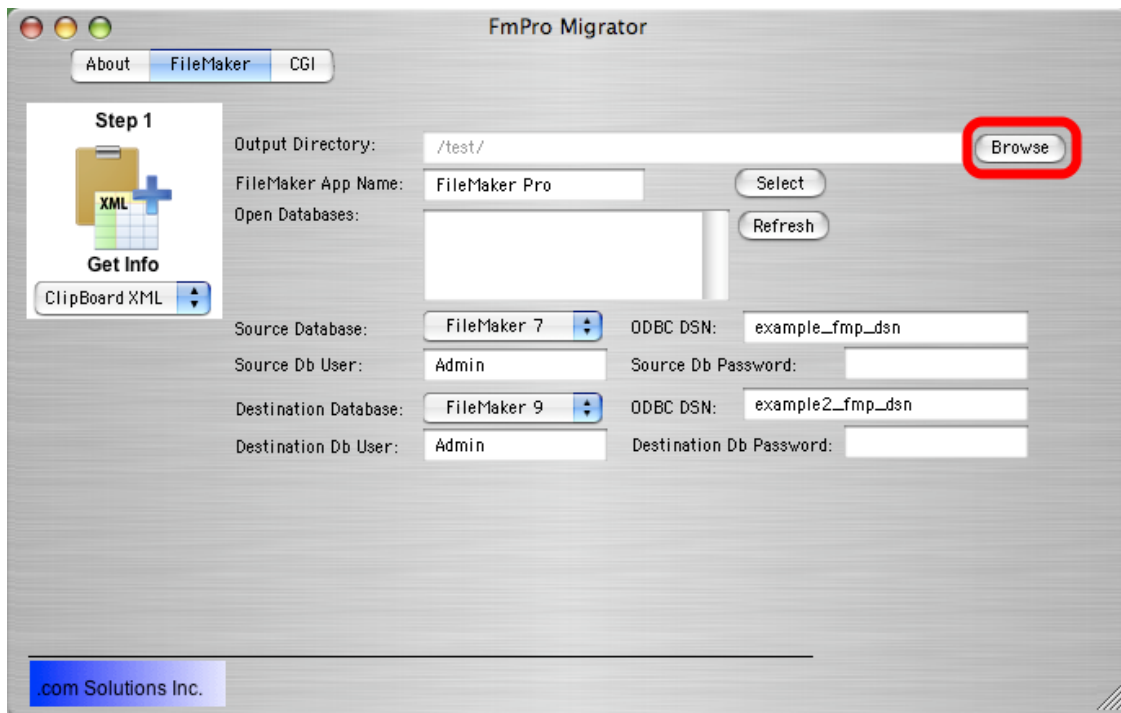 FmPro Migrator
About FileMaker CGI
Step 1
XML
Get Info
ClipBoard XML
Output Directory: /test/ Browse
FileMaker App Name: FileMaker Pro Select
Open Databases: Refresh
Source Database: FileMaker 7 ODBC DSN: example_fmp_dsn
Source Db User: Admin Source Db Password:
Destination Database: FileMaker 9 ODBC DSN: example2_fmp_dsn
Destination Db User: Admin Destination Db Password:
.com Solutions Inc.